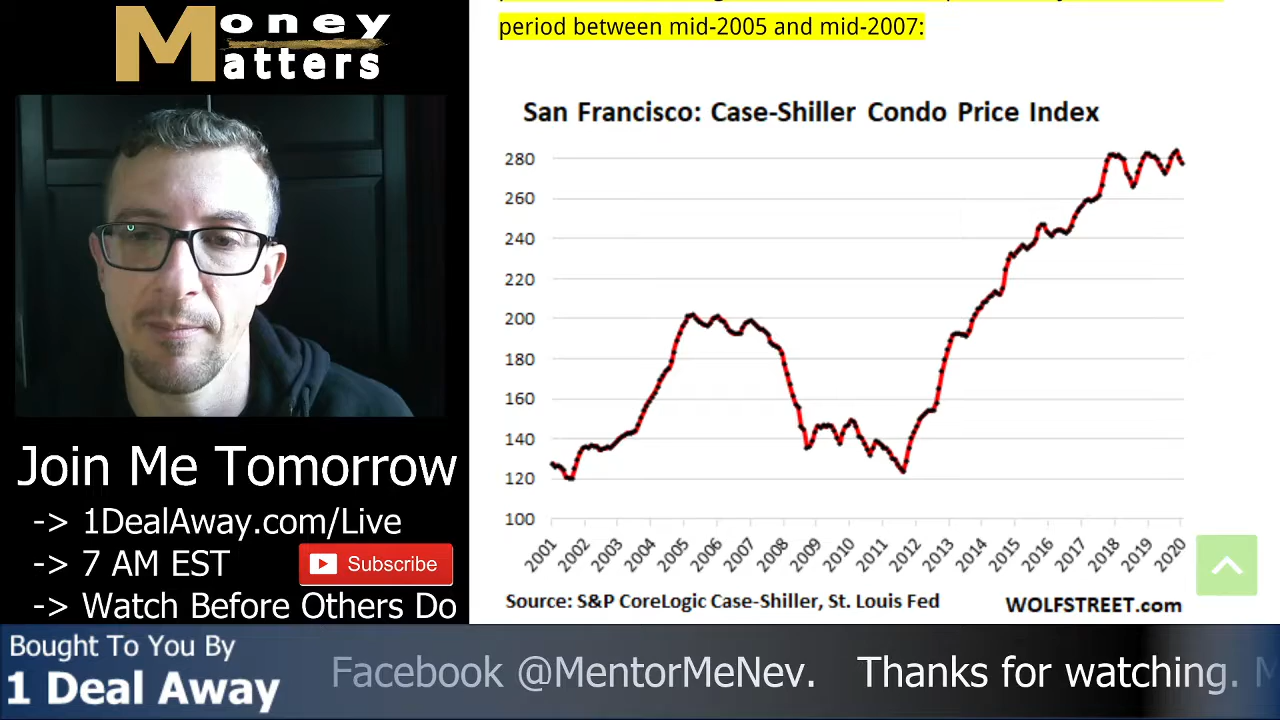 Money
Matters
period between mid-2005 and mid-2007:
San Francisco: Case-Shiller Condo Price Index
280
260
240
220
200
180
160
140
120
100
2001 2002 2003 2004 2005 2006 2007 2008 2009 2010 2011 2012 2013 2014 2015 2016 2017 2018 2019 2020
Source: S&P CoreLogic Case-Shiller, St. Louis Fed
WOLFSTREET.com
Join Me Tomorrow
-> 1DealAway.com/Live
-> 7 AM EST
Subscribe
-> Watch Before Others Do
Bought To You By
1 Deal Away
Facebook @MentorMeNev. Thanks for watching.